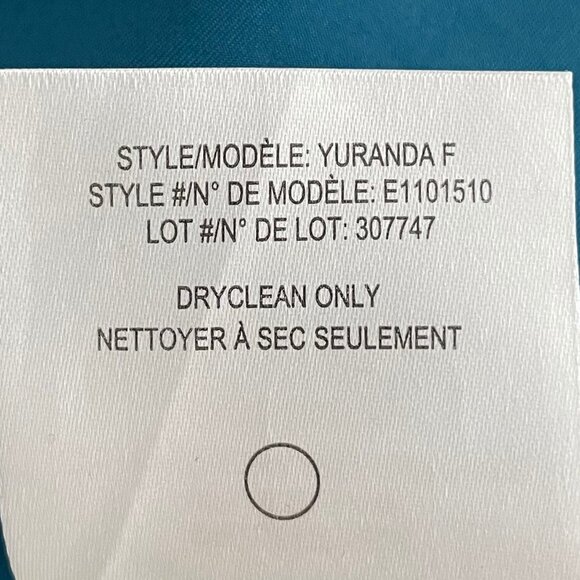 STYLE/MODÈLE: YURANDA F
STYLE #/N° DE MODÈLE: E1101510
LOT #/N° DE LOT: 307747
DRYCLEAN ONLY
NETTOYER À SEC SEULEMENT